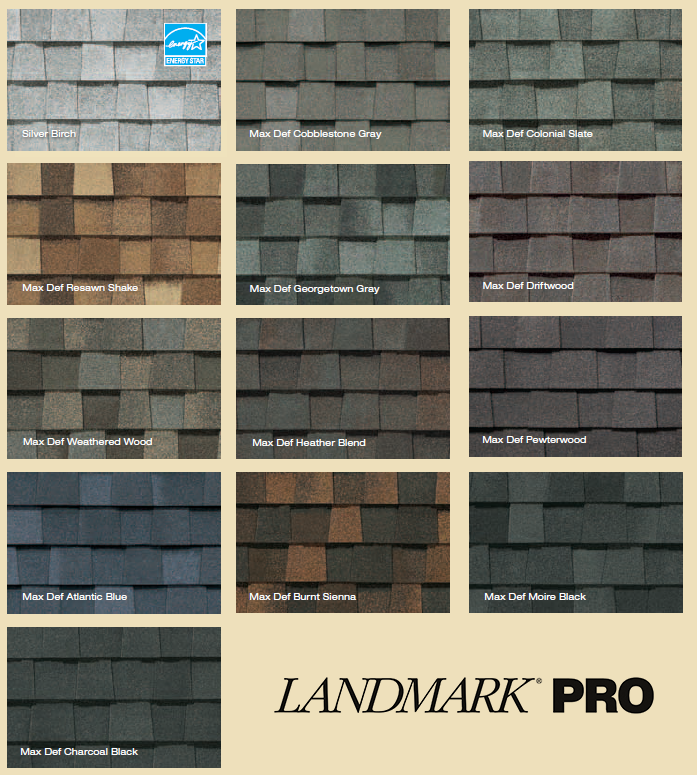 energy
ENERGY STAR
Silver Birch
Max Def Cobblestone Gray
Max Def Colonial Slate
Max Def Resawn Shake
Max Def Georgetown Gray
Max Def Driftwood
Max Def Weathered Wood
Max Def Heather Blend
Max Def Pewterwood
Max Def Atlantic Blue
Max Def Burnt Sienna
Max Def Moire Black
Max Def Charcoal Black
LANDMARK® PRO